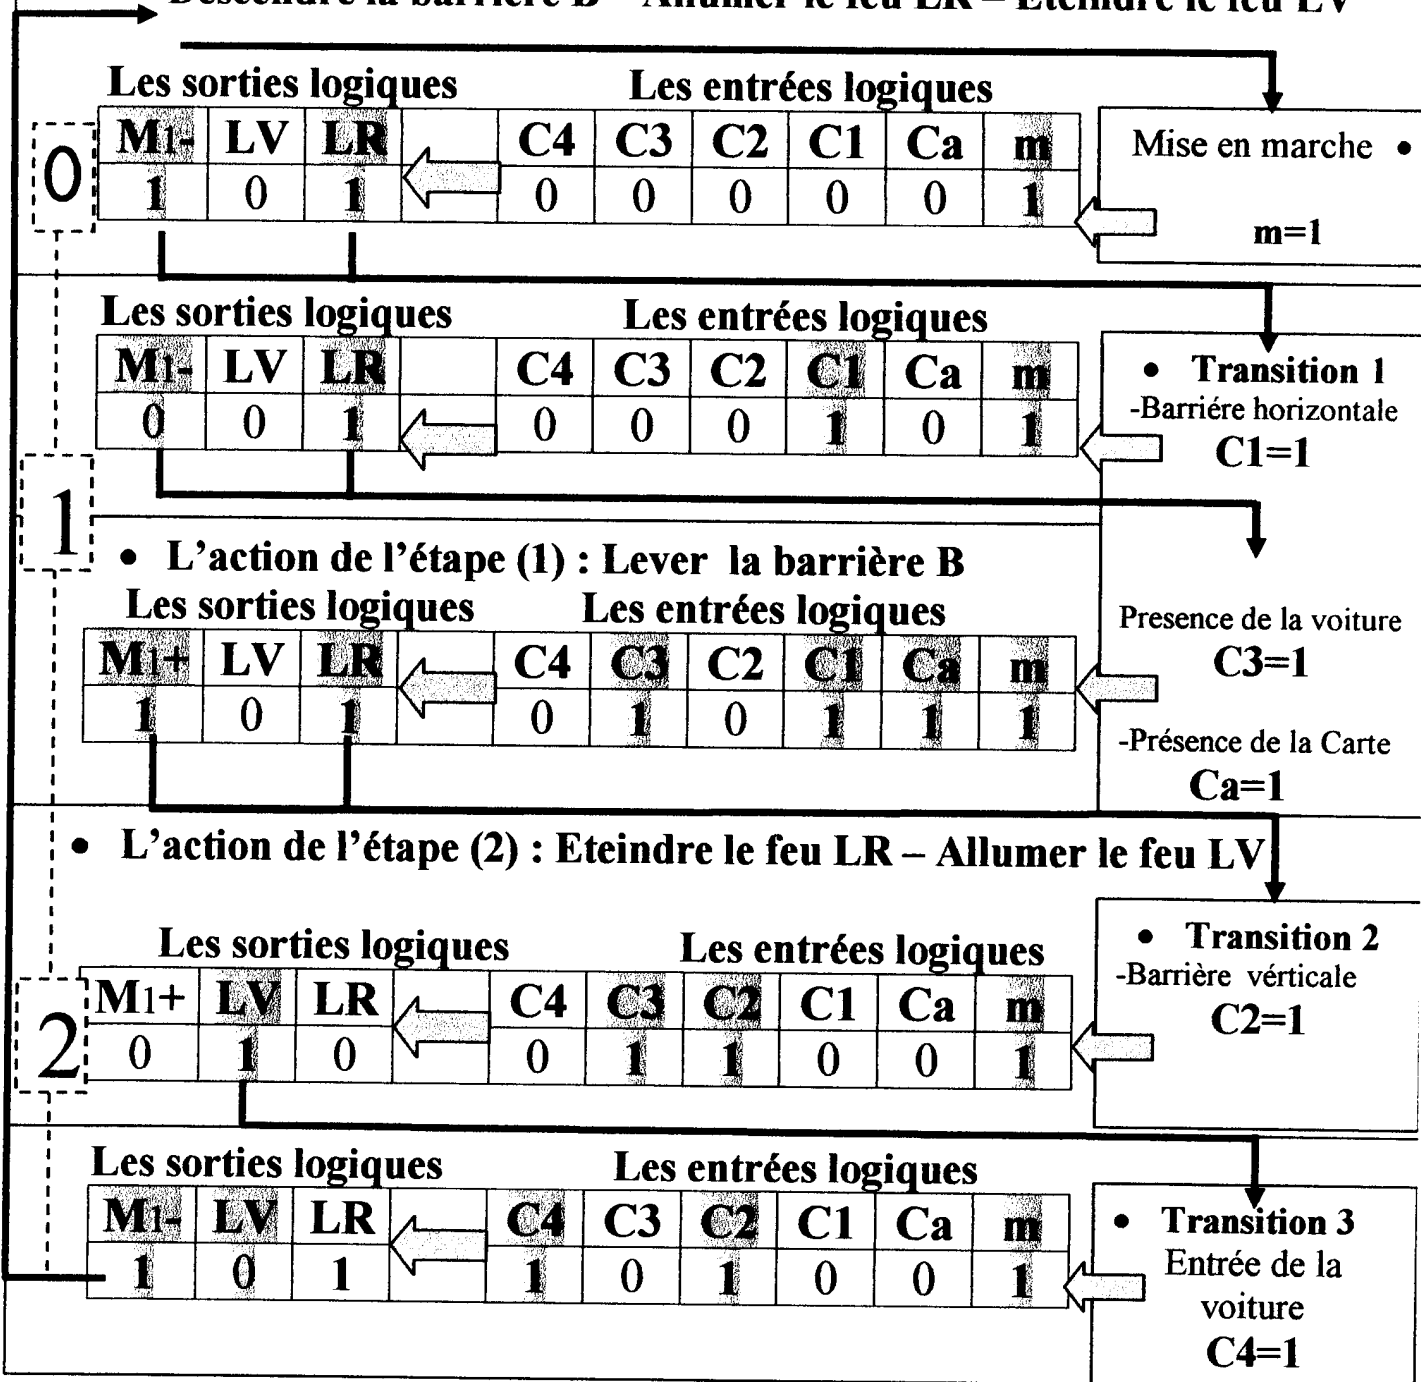 Descendre la barrière B – Allumer le feu LR – Eteindre le feu LV
Les sorties logiques Les entrées logiques
0 M1- LV LR C4 C3 C2 C1 Ca m
1 0 1 0 0 0 0 0 1
Mise en marche •
m=1
Les sorties logiques Les entrées logiques
M1- LV LR C4 C3 C2 C1 Ca m
0 0 1 0 0 0 1 0 1
• Transition 1
-Barriére horizontale
C1=1
1
• L'action de l'étape (1) : Lever la barrière B
Les sorties logiques Les entrées logiques
M1+ LV LR C4 C3 C2 C1 Ca m
1 0 1 0 1 0 1 1 1
Presence de la voiture
C3=1
-Présence de la Carte
Ca=1
• L'action de l'étape (2) : Eteindre le feu LR – Allumer le feu LV
Les sorties logiques Les entrées logiques
2 M1+ LV LR C4 C3 C2 C1 Ca m
0 1 0 0 1 1 0 0 1
• Transition 2
-Barrière vérticale
C2=1
Les sorties logiques Les entrées logiques
M1- LV LR C4 C3 C2 C1 Ca m
1 0 1 1 0 1 0 0 1
• Transition 3
Entrée de la
voiture
C4=1